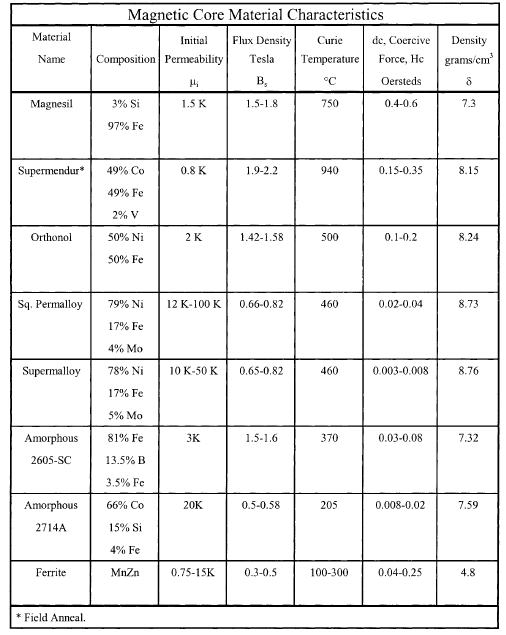 Magnetic Core Material Characteristics
Material Initial Flux Density Curie dc, Coercive Density
Name Composition Permeability Tesla Temperature Force, Hc grams/cm³
μi Bs °C Oersteds δ
Magnesil 3% Si 1.5 K 1.5-1.8 750 0.4-0.6 7.3
97% Fe
Supermendur* 49% Co 0.8 K 1.9-2.2 940 0.15-0.35 8.15
49% Fe
2% V
Orthonol 50% Ni 2 K 1.42-1.58 500 0.1-0.2 8.24
50% Fe
Sq. Permalloy 79% Ni 12 K-100 K 0.66-0.82 460 0.02-0.04 8.73
17% Fe
4% Mo
Supermalloy 78% Ni 10 K-50 K 0.65-0.82 460 0.003-0.008 8.76
17% Fe
5% Mo
Amorphous 81% Fe 3K 1.5-1.6 370 0.03-0.08 7.32
2605-SC 13.5% B
3.5% Fe
Amorphous 66% Co 20K 0.5-0.58 205 0.008-0.02 7.59
2714A 15% Si
4% Fe
Ferrite MnZn 0.75-15K 0.3-0.5 100-300 0.04-0.25 4.8
* Field Anneal.